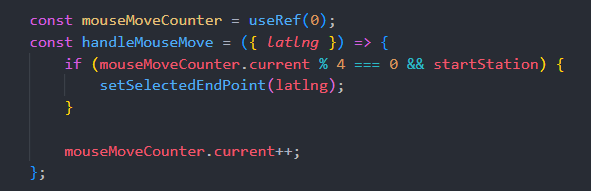 const mouseMoveCounter = useRef(0);
const handleMouseMove = ({ latlng }) => {
    if (mouseMoveCounter.current % 4 === 0 && startStation) {
        setSelectedEndPoint(latlng);
    }

    mouseMoveCounter.current++;
};